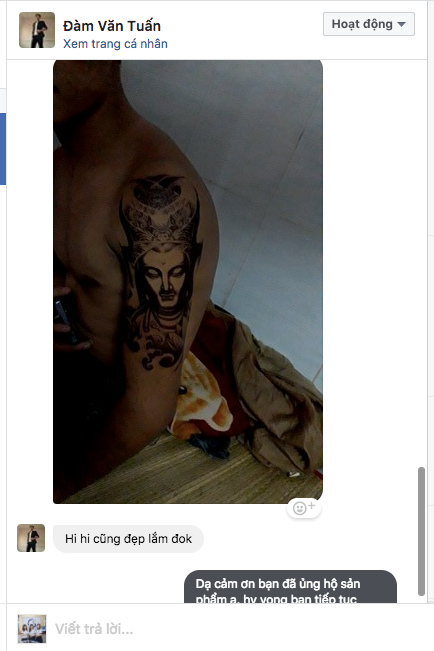 Đàm Văn Tuấn
Hoạt động
Xem trang cá nhân
Hi hi cũng đẹp lắm đok
Dạ cảm ơn bạn đã ủng hộ sản
phẩm ạ, hy vọng bạn tiếp tục
Viết trả lời...